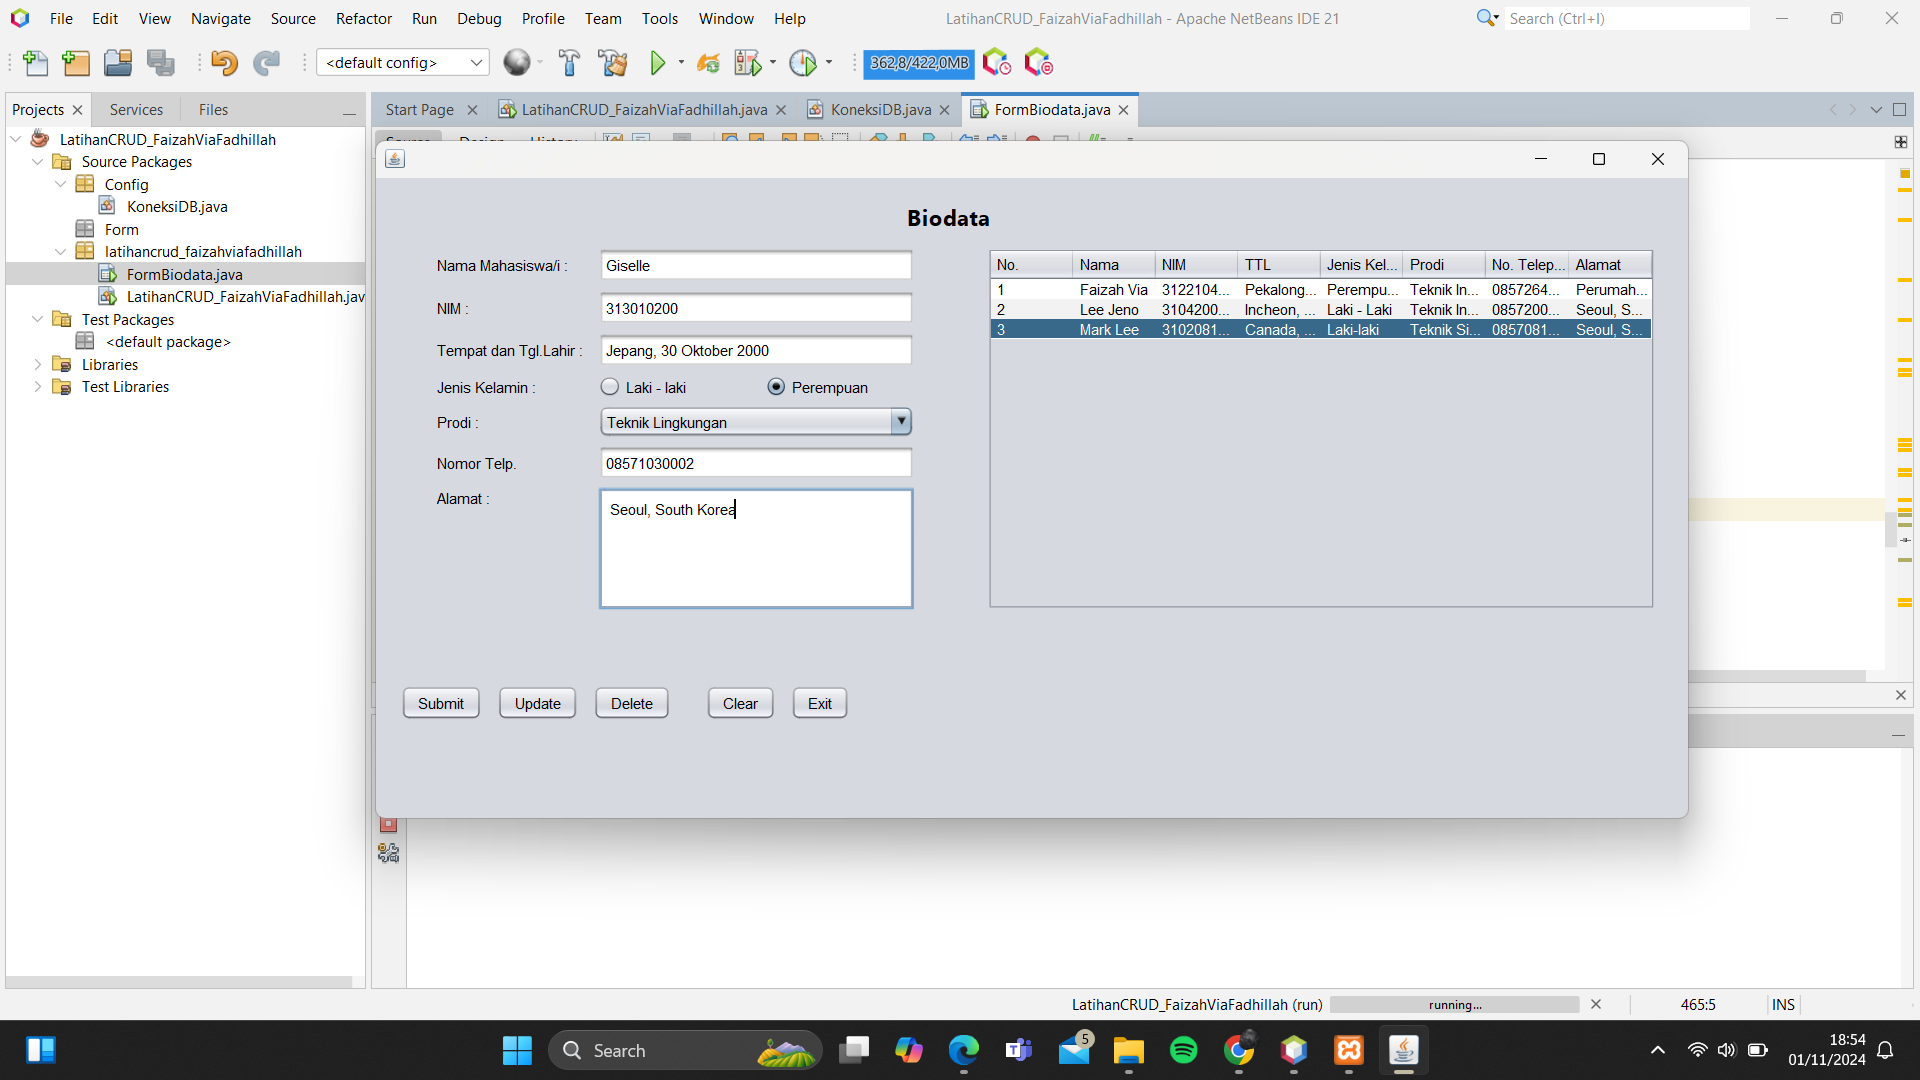 File Edit View Navigate Source Refactor Run Debug Profile Team Tools Window Help
LatihanCRUD_FaizahViaFadhillah - Apache NetBeans IDE 21
Search (Ctrl+I)
<default config>
362,8/422,0MB
Projects Services Files
Start Page LatihanCRUD_FaizahViaFadhillah.java KoneksiDB.java FormBiodata.java
LatihanCRUD_FaizahViaFadhillah
Source Packages
Config
KoneksiDB.java
Form
latihancrud_faizahviafadhillah
FormBiodata.java
LatihanCRUD_FaizahViaFadhillah.jav
Test Packages
<default package>
Libraries
Test Libraries
Source Design History
Biodata
Nama Mahasiswa/i : Giselle
NIM : 313010200
Tempat dan Tgl.Lahir : Jepang, 30 Oktober 2000
Jenis Kelamin : Laki - laki Perempuan
Prodi : Teknik Lingkungan
Nomor Telp. 08571030002
Alamat : Seoul, South Korea
No. Nama NIM TTL Jenis Kel... Prodi No. Telep... Alamat
1 Faizah Via 3122104... Pekalong... Perempu... Teknik In... 0857264... Perumah...
2 Lee Jeno 3104200... Incheon, ... Laki - Laki Teknik In... 0857200... Seoul, S...
3 Mark Lee 3102081... Canada, ... Laki-laki Teknik Si... 0857081... Seoul, S...
Submit Update Delete Clear Exit
LatihanCRUD_FaizahViaFadhillah (run) running... 465:5 INS
Search
5
18:54
01/11/2024